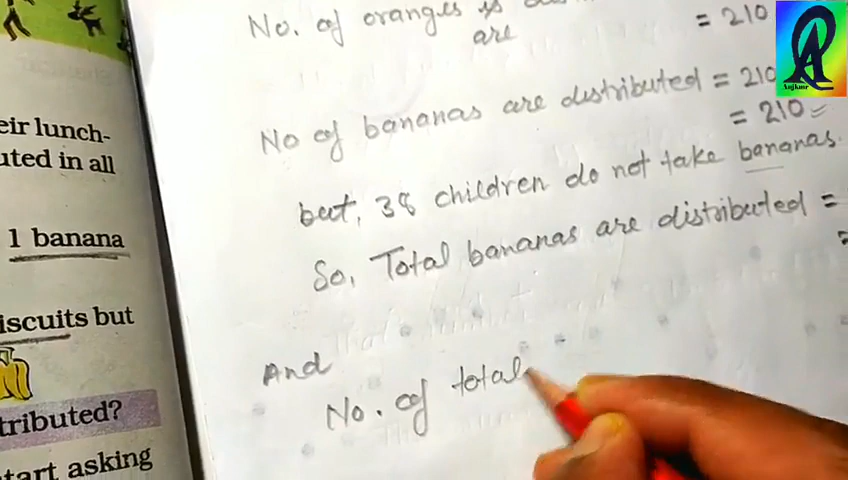 No. of oranges
are
= 210
No of bananas are distributed = 210
= 210
but, 38 children do not take bananas.
So, Total bananas are distributed =
=
And
No. of total
eir lunch-
uted in all
1 banana
iscuits but
tributed?
tart asking